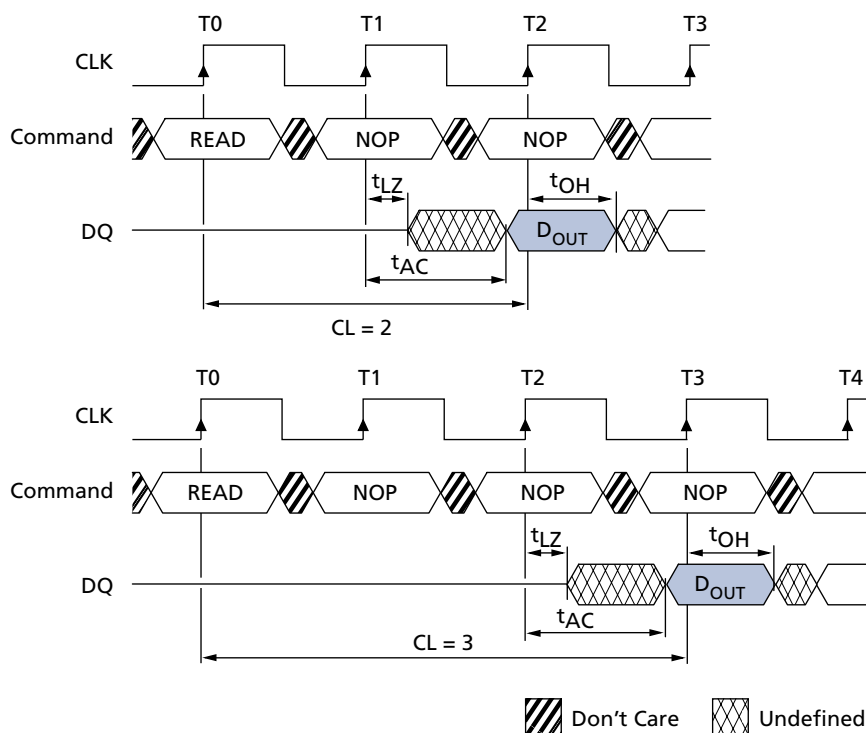 T0 T1 T2 T3
CLK
Command READ NOP NOP
tLZ tOH
DQ DOUT
tAC
CL = 2
T0 T1 T2 T3 T4
CLK
Command READ NOP NOP NOP
tLZ tOH
DQ DOUT
tAC
CL = 3
Don't Care Undefined